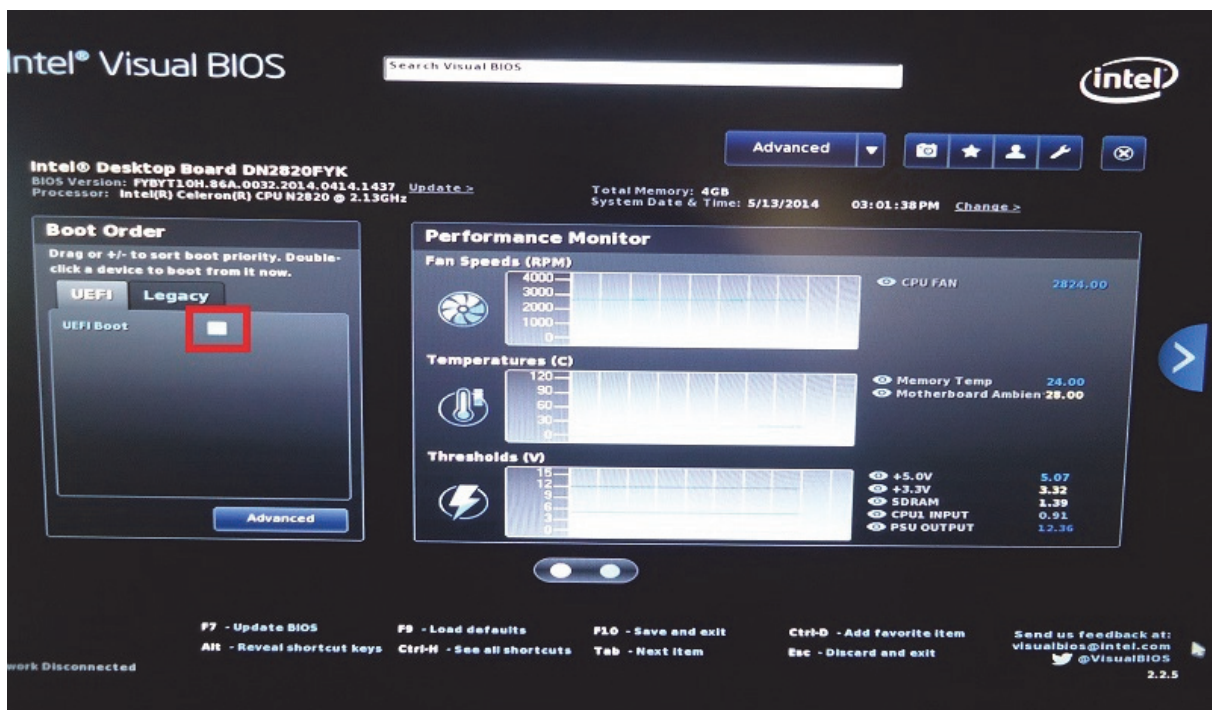 Intel® Visual BIOS
Search Visual BIOS
intel
Advanced
Intel® Desktop Board DN2820FYK
BIOS Version: FYBYT10H.86A.0032.2014.0414.1437 Update >
Processor: Intel(R) Celeron(R) CPU N2820 @ 2.13GHz
Total Memory: 4GB
System Date & Time: 5/13/2014 03:01:38 PM Change >
Boot Order
Drag or +/- to sort boot priority. Double-
click a device to boot from it now.
UEFI Legacy
UEFI Boot
Advanced
Performance Monitor
Fan Speeds (RPM)
4000
3000
2000
1000
0
CPU FAN 2824.00
Temperatures (C)
120
90
60
30
0
Memory Temp 24.00
Motherboard Ambien 28.00
Thresholds (V)
15
12
9
6
3
0
+5.0V 5.07
+3.3V 3.32
SDRAM 1.39
CPU1 INPUT 0.91
PSU OUTPUT 12.36
F7 - Update BIOS F9 - Load defaults F10 - Save and exit Ctrl-D - Add favorite item
Alt - Reveal shortcut keys Ctrl-H - See all shortcuts Tab - Next item Esc - Discard and exit
Send us feedback at:
visualbios@intel.com
@VisualBIOS
2.2.5
work Disconnected